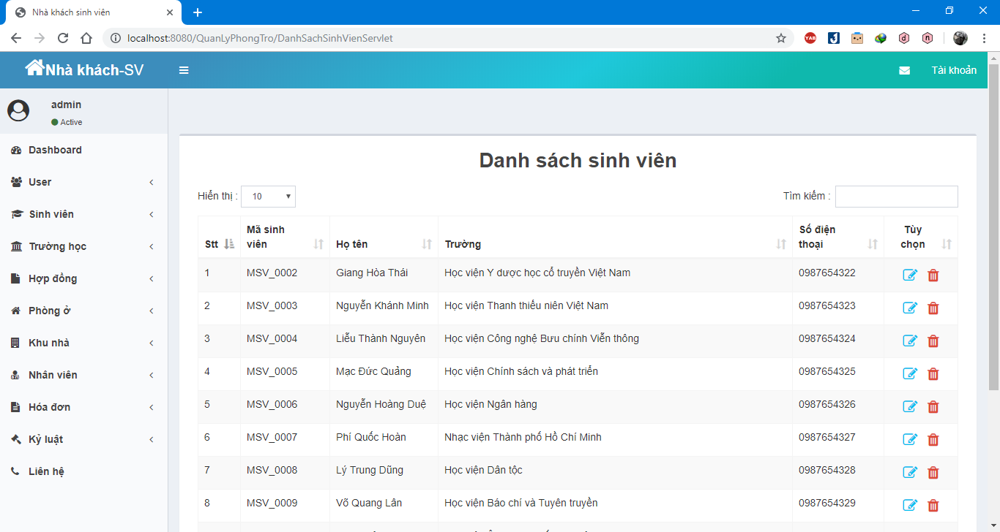 Nhà khách sinh viên
localhost:8080/QuanLyPhongTro/DanhSachSinhVienServlet
YAB
Nhà khách-SV
Tài khoản
admin
Active
Dashboard
User
Sinh viên
Trường học
Hợp đồng
Phòng ở
Khu nhà
Nhân viên
Hóa đơn
Kỷ luật
Liên hệ
Danh sách sinh viên
Hiển thị : 10
Tìm kiếm :
Stt Mã sinh viên Họ tên Trường Số điện thoại Tùy chọn
1 MSV_0002 Giang Hòa Thái Học viện Y dược học cổ truyền Việt Nam 0987654322
2 MSV_0003 Nguyễn Khánh Minh Học viện Thanh thiếu niên Việt Nam 0987654323
3 MSV_0004 Liễu Thành Nguyên Học viện Công nghệ Bưu chính Viễn thông 0987654324
4 MSV_0005 Mạc Đức Quảng Học viện Chính sách và phát triển 0987654325
5 MSV_0006 Nguyễn Hoàng Duệ Học viện Ngân hàng 0987654326
6 MSV_0007 Phí Quốc Hoàn Nhạc viện Thành phố Hồ Chí Minh 0987654327
7 MSV_0008 Lý Trung Dũng Học viện Dân tộc 0987654328
8 MSV_0009 Võ Quang Lân Học viện Báo chí và Tuyên truyền 0987654329